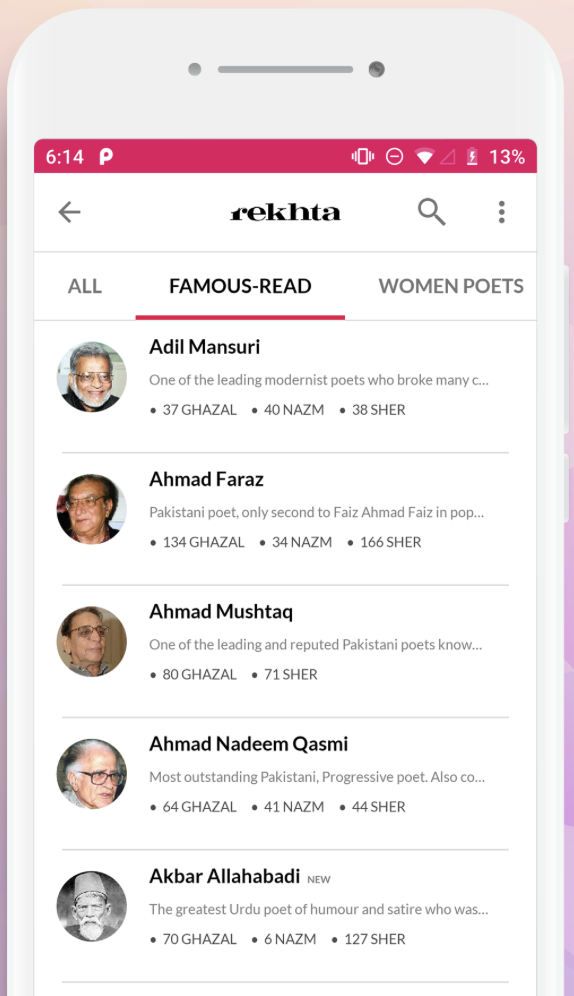 6:14 13%
rekhta
ALL FAMOUS-READ WOMEN POETS
Adil Mansuri
One of the leading modernist poets who broke many c...
• 37 GHAZAL • 40 NAZM • 38 SHER
Ahmad Faraz
Pakistani poet, only second to Faiz Ahmad Faiz in pop...
• 134 GHAZAL • 34 NAZM • 166 SHER
Ahmad Mushtaq
One of the leading and reputed Pakistani poets know...
• 80 GHAZAL • 71 SHER
Ahmad Nadeem Qasmi
Most outstanding Pakistani, Progressive poet. Also co...
• 64 GHAZAL • 41 NAZM • 44 SHER
Akbar Allahabadi NEW
The greatest Urdu poet of humour and satire who was...
• 70 GHAZAL • 6 NAZM • 127 SHER